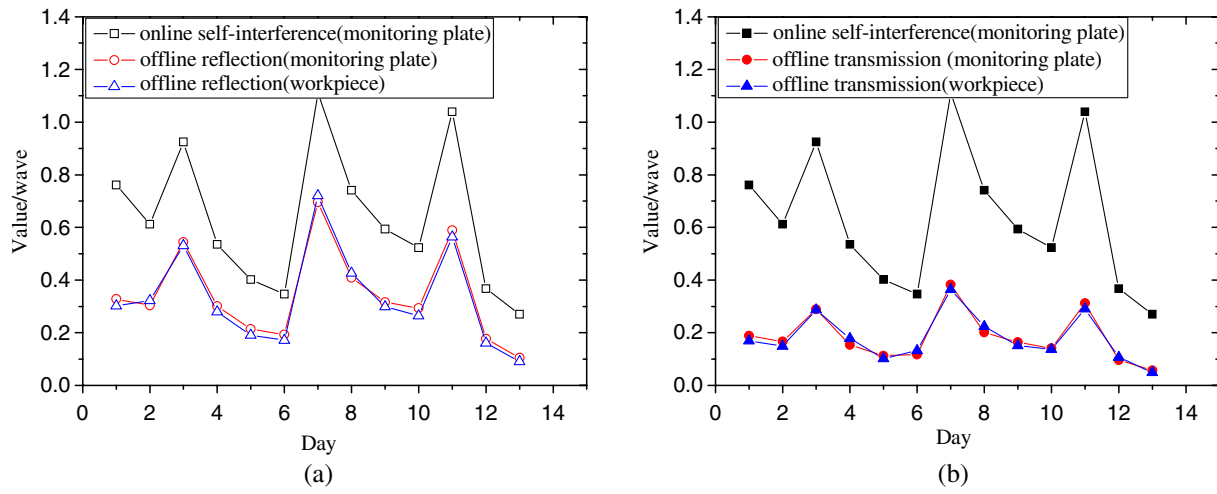 1.4
1.2
1.0
0.8
0.6
0.4
0.2
0.0
Value/wave
online self-interference(monitoring plate)
offline reflection(monitoring plate)
offline reflection(workpiece)
0 2 4 6 8 10 12 14
Day
(a)
1.4
1.2
1.0
0.8
0.6
0.4
0.2
0.0
Value/wave
online self-interference(monitoring plate)
offline transmission (monitoring plate)
offline transmission(workpiece)
0 2 4 6 8 10 12 14
Day
(b)